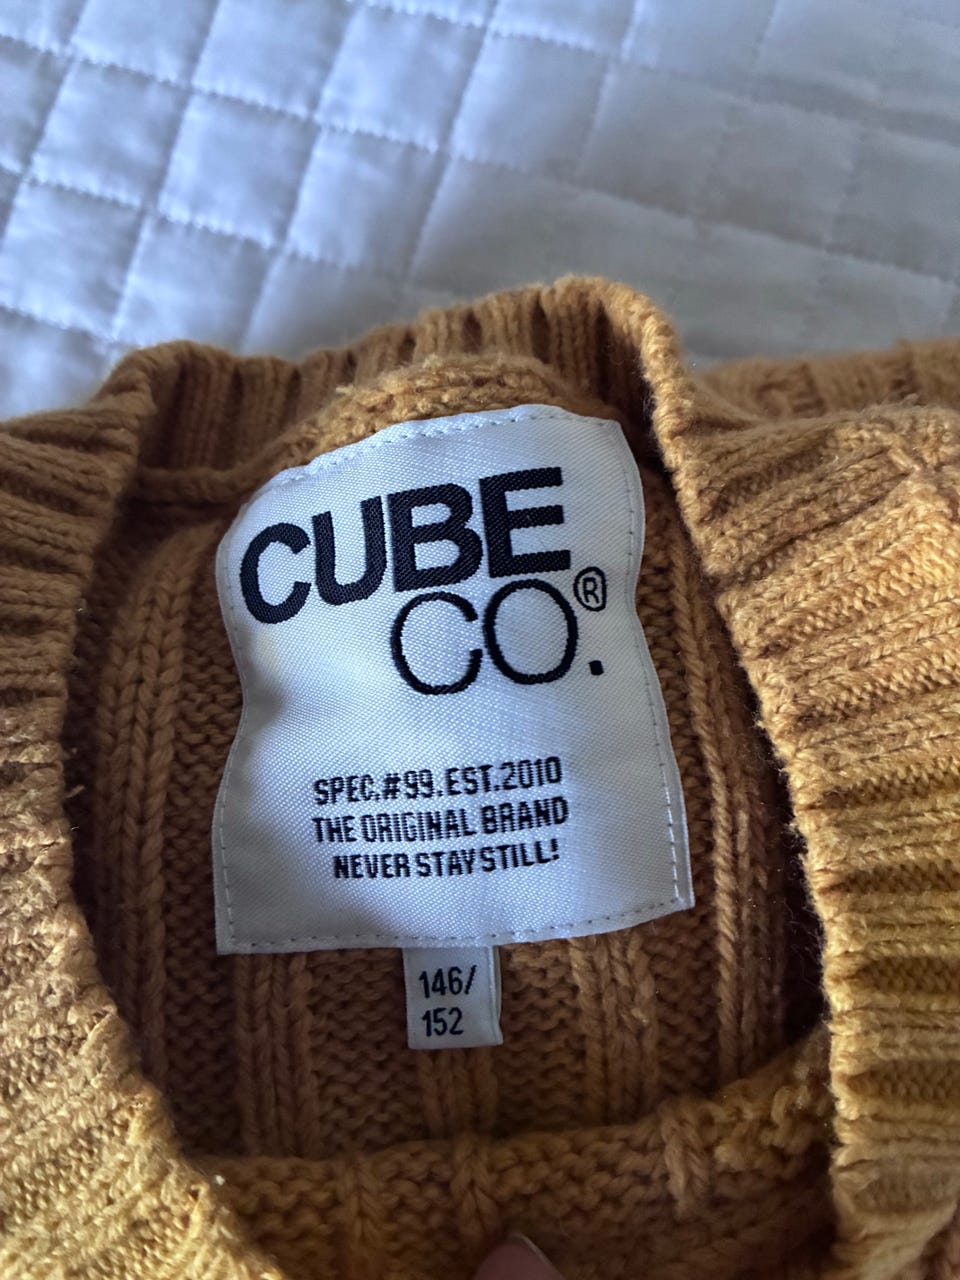 CUBE
CO.®
SPEC.#99.EST.2010
THE ORIGINAL BRAND
NEVER STAY STILL!
146/
152